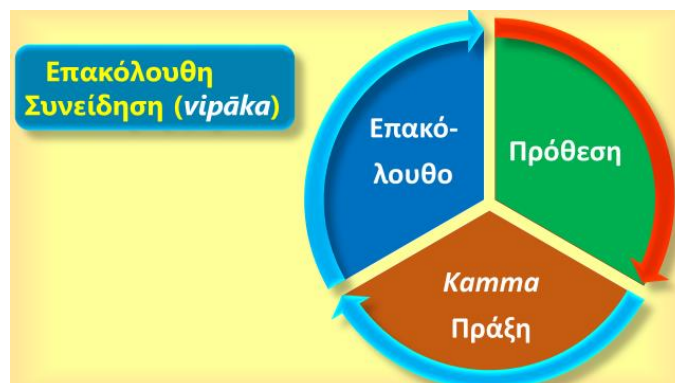 Επακόλουθη
Συνείδηση (vipāka)
Επακό-
λουθο
Πρόθεση
Kamma
Πράξη